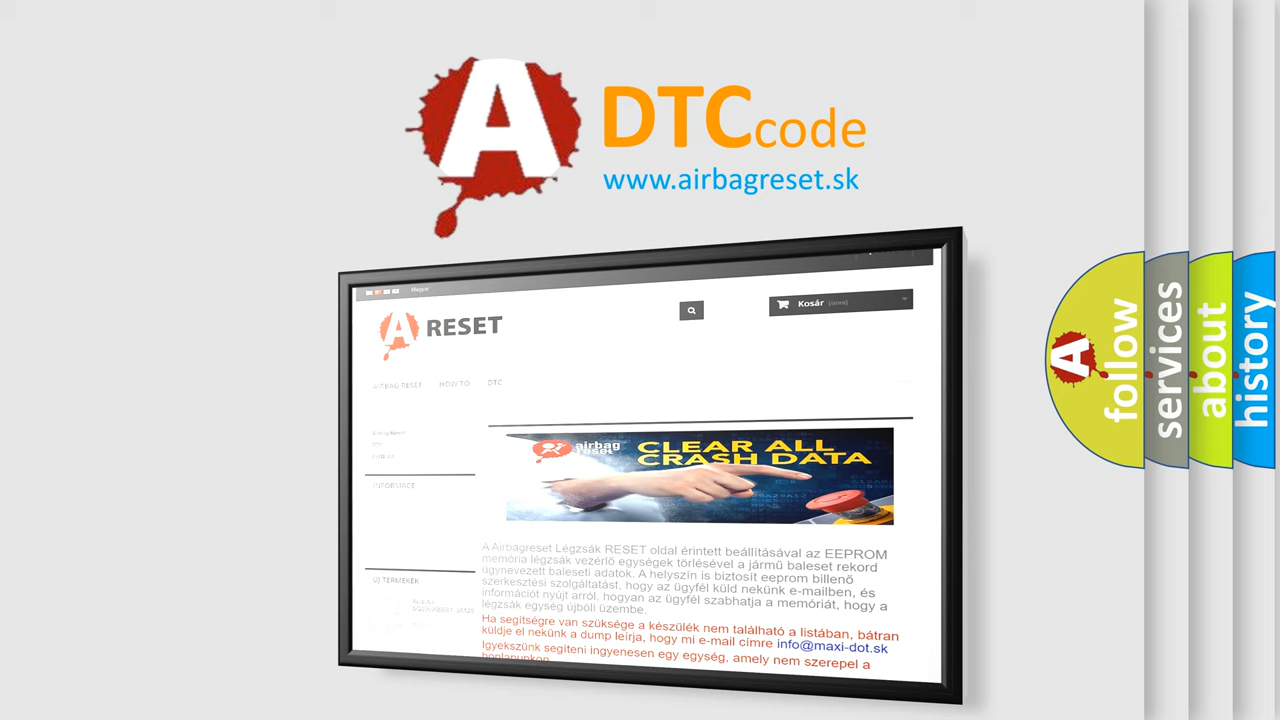 A
DTCcode
www.airbagreset.sk
Magyar
A RESET
Kosár (üres)
AIRBAG RESET HOW TO DTC
Airbag Reset
DTC
INFORMACE
airbag
reset
CLEAR ALL
CRASH DATA
A Airbagreset Légzsák RESET oldal érintett beállításával az EEPROM
memória légzsák vezérlő egységek törlésével a jármű baleset rekord
úgynevezett baleseti adatok. A helyszín is biztosít eeprom billenő
szerkesztési szolgáltatást, hogy az ügyfél küld nekünk e-mailben, és
információt nyújt arról, hogyan az ügyfél szabhatja a memóriát, hogy a
légzsák egység újbóli üzembe.
Ha segítségre van szüksége a készülék nem található a listában, bátran
küldje el nekünk a dump leírja, hogy mi e-mail címre info@maxi-dot.sk
Igyekszünk segíteni ingyenesen egy egység, amely nem szerepel a
honlapunkon
ÚJ TERMÉKEK
A
follow
services
about
history